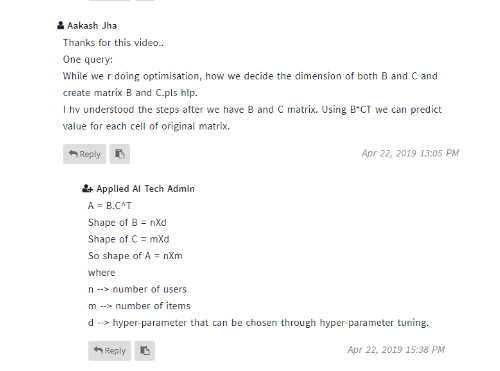 Aakash Jha
Thanks for this video..
One query:
While we r doing optimisation, how we decide the dimension of both B and C and
create matrix B and C.pls hlp.
I hv understood the steps after we have B and C matrix. Using B*CT we can predict
value for each cell of original matrix.
Reply
Apr 22, 2019 13:05 PM
Applied AI Tech Admin
A = B.C^T
Shape of B = nXd
Shape of C = mXd
So shape of A = nXm
where
n --> number of users
m --> number of items
d --> hyper-parameter that can be chosen through hyper-parameter tuning.
Reply
Apr 22, 2019 15:38 PM